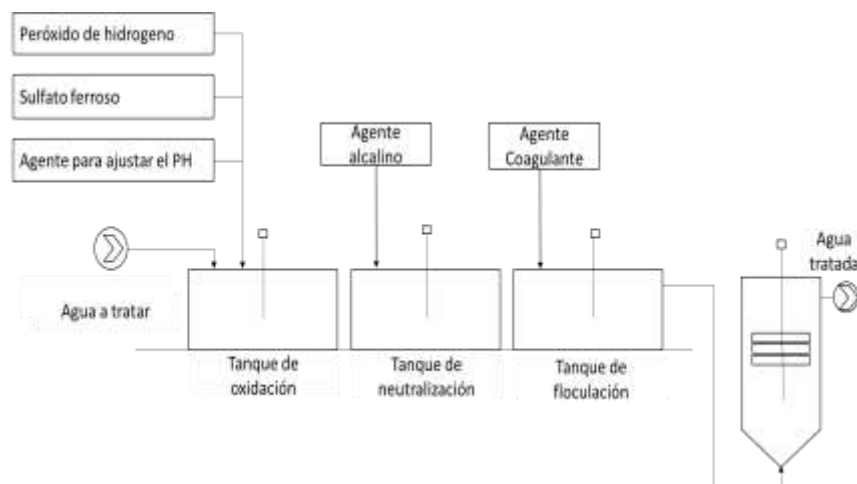 Peróxido de hidrogeno
Sulfato ferroso
Agente para ajustar el PH
Agente
alcalino
Agente
Coagulante
Agua a tratar
Agua
tratada
Tanque de
oxidación
Tanque de
neutralización
Tanque de
floculación